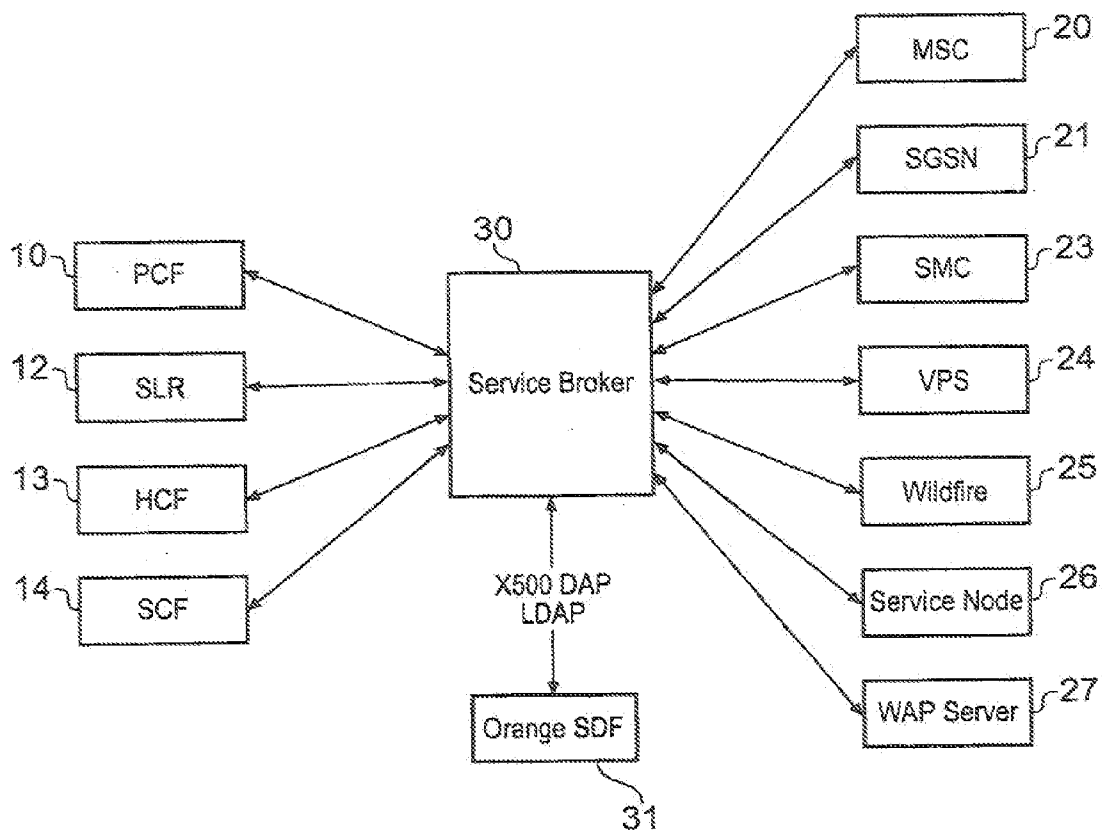 MSC 20
SGSN 21
30
10 PCF
SMC 23
12 SLR
Service Broker
VPS 24
13 HCF
Wildfire 25
14 SCF
X500 DAP
LDAP
Service Node 26
Orange SDF
WAP Server 27
31